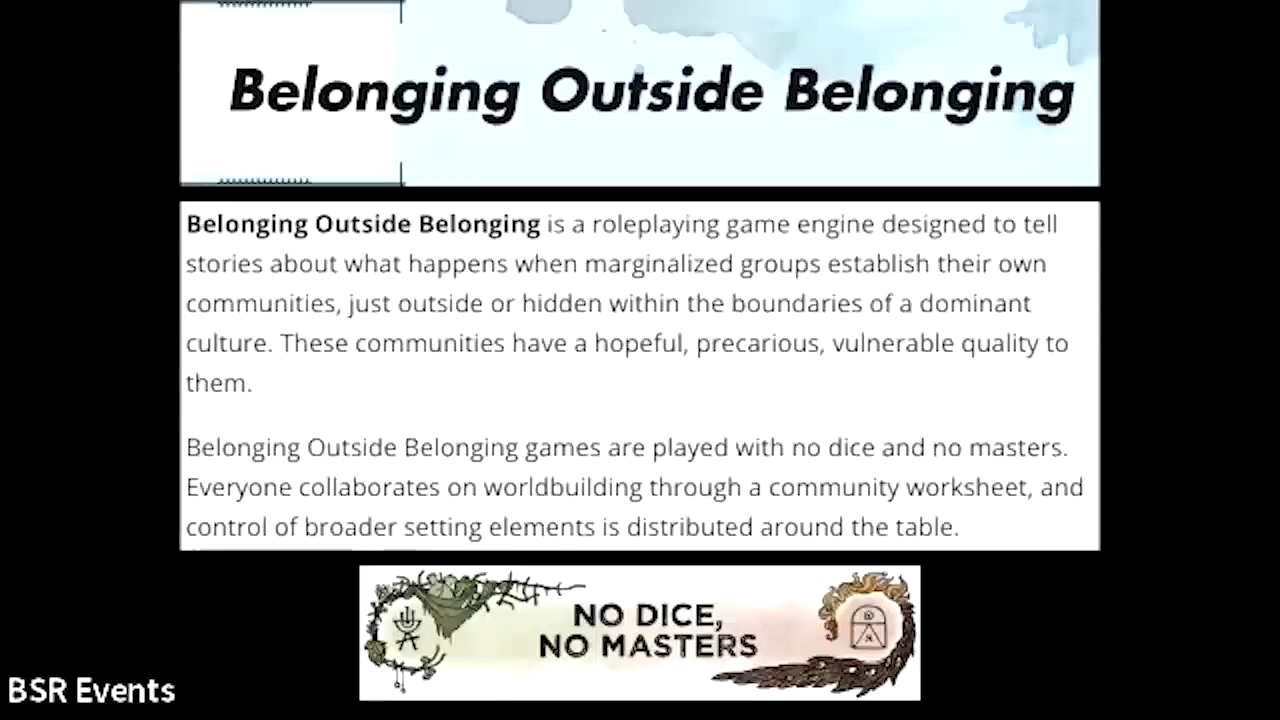 Belonging Outside Belonging
Belonging Outside Belonging is a roleplaying game engine designed to tell
stories about what happens when marginalized groups establish their own
communities, just outside or hidden within the boundaries of a dominant
culture. These communities have a hopeful, precarious, vulnerable quality to
them.
Belonging Outside Belonging games are played with no dice and no masters.
Everyone collaborates on worldbuilding through a community worksheet, and
control of broader setting elements is distributed around the table.
NO DICE,
NO MASTERS
BSR Events